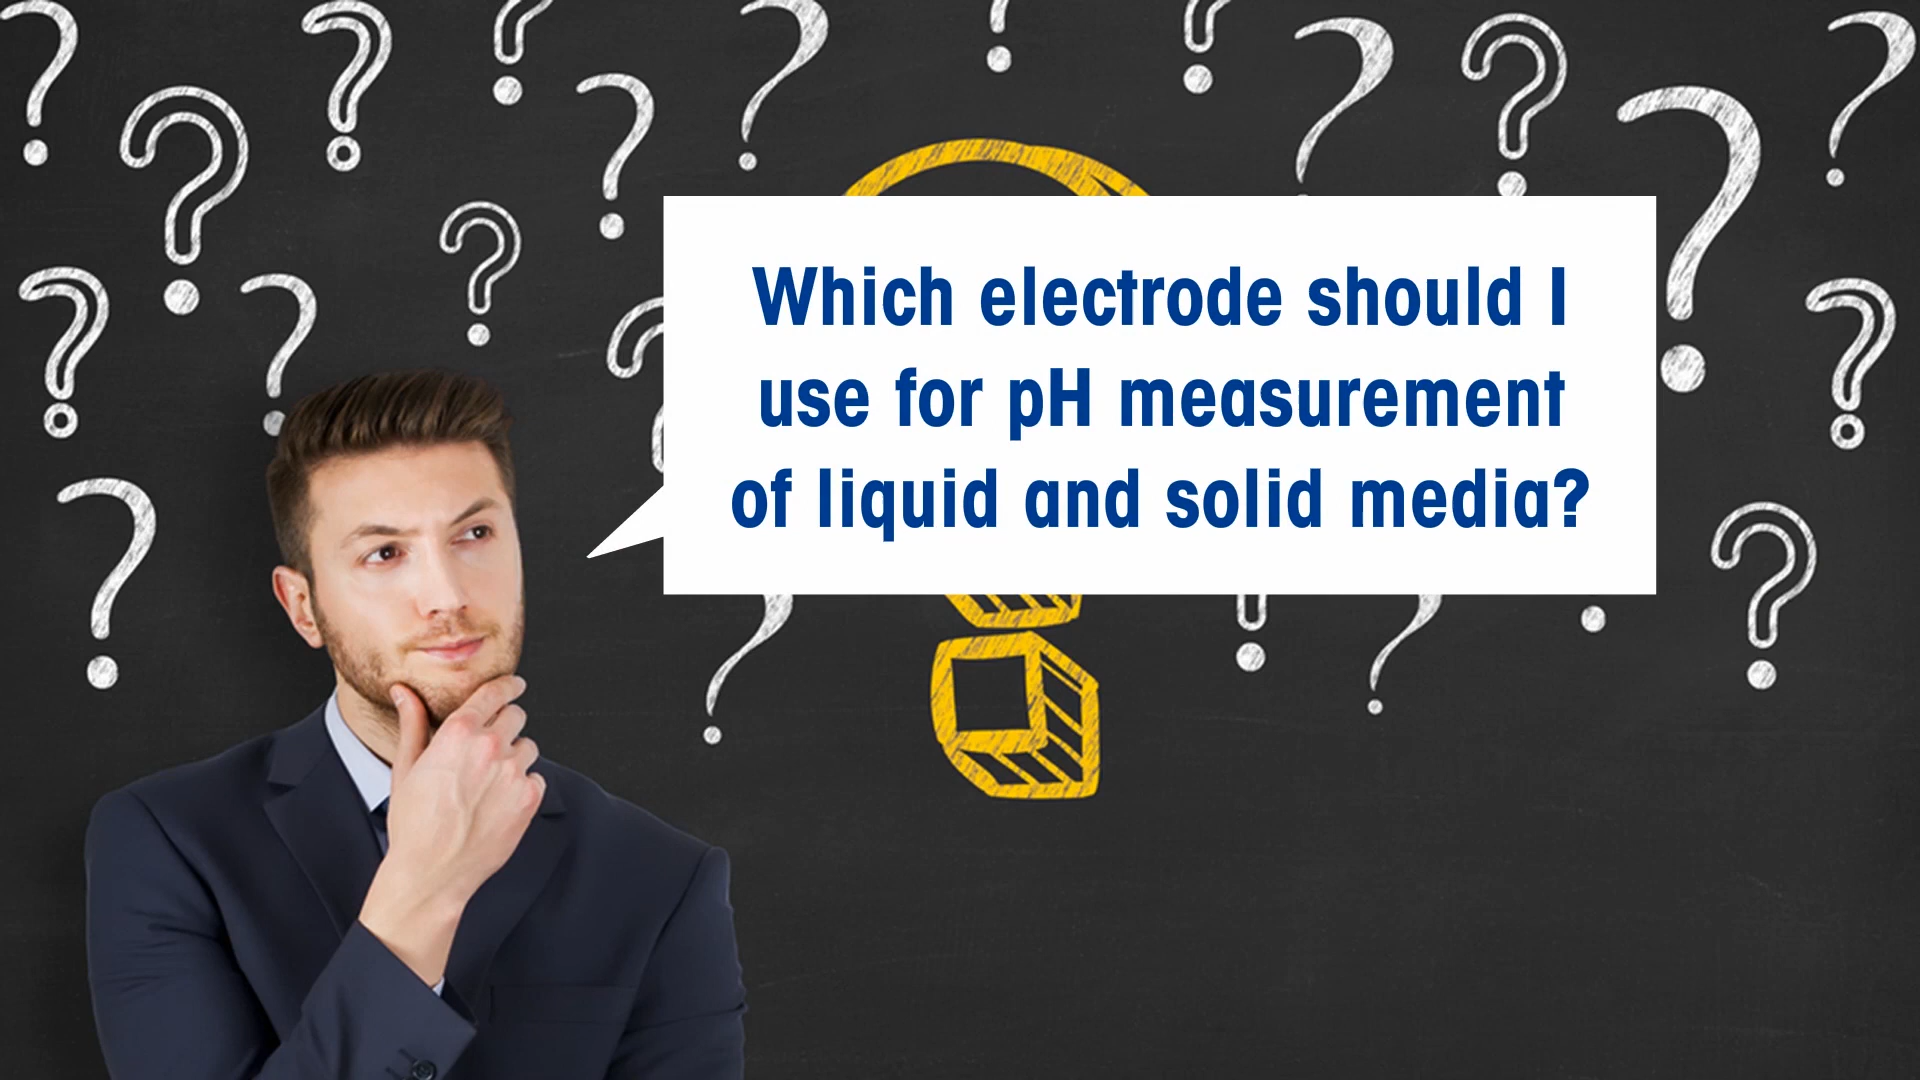 Which electrode should I
use for pH measurement
of liquid and solid media?